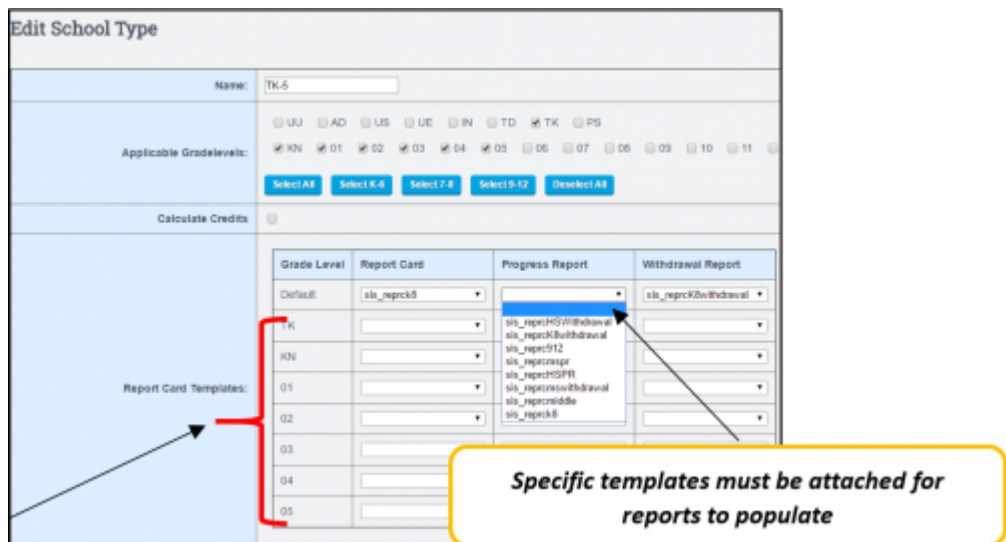 Edit School Type
Name: TK-5
UU AD US UE IN TD TK PS
Applicable Gradelevels:
KN 01 02 03 04 05 06 07 08 09 10 11
Select All Select K-6 Select 7-8 Select 9-12 Deselect All
Calculate Credits
Grade Level Report Card Progress Report Withdrawal Report
Default sis_reprck8 sis_reprcK8withdrawal
TK
sis_reprcHSWithdrawal
sis_reprcK8withdrawal
KN
sis_reprc912
sis_reprcmspr
sis_reprcHSPR
Report Card Templates:
01
sis_reprcmswithdrawal
sis_reprcmiddle
02
sis_reprck8
03
04
05
Specific templates must be attached for
reports to populate